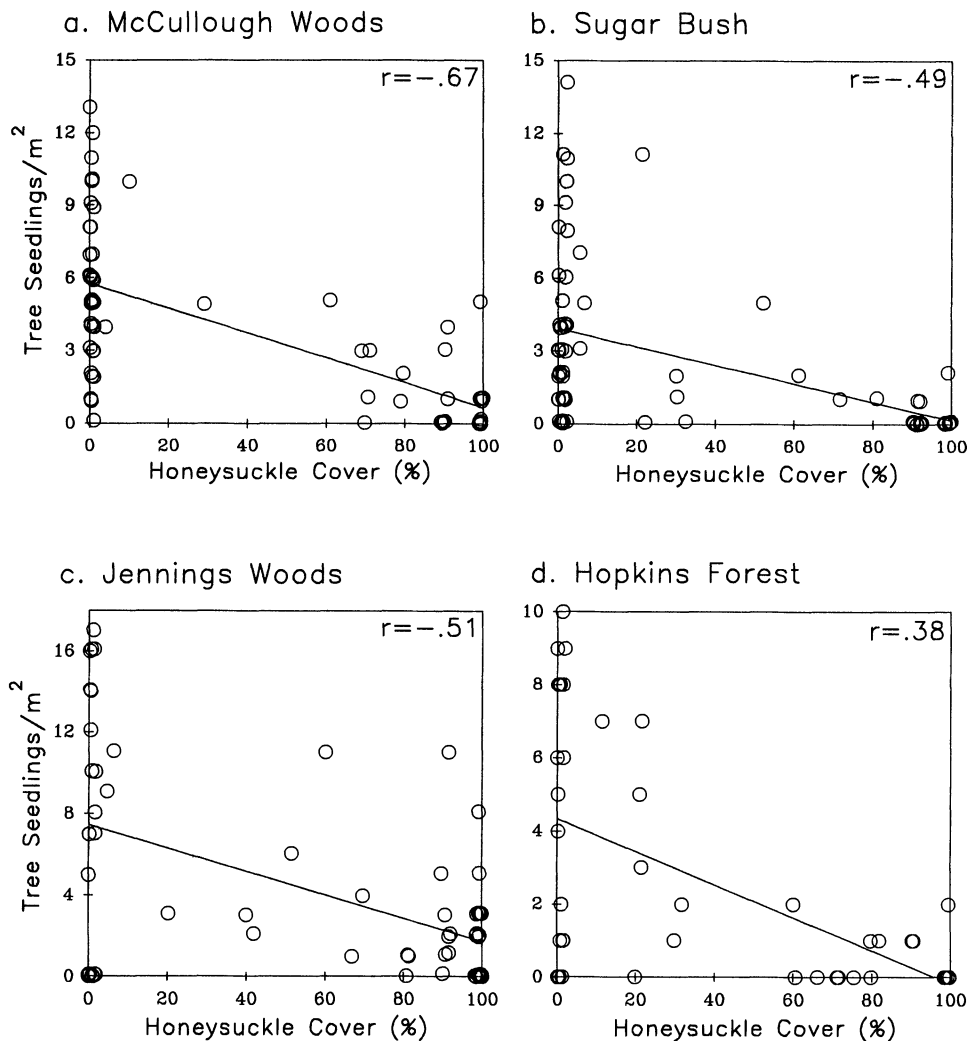 a. McCullough Woods
r=-.67
15
12
9
6
3
0
Tree Seedlings/m²
0 20 40 60 80 100
Honeysuckle Cover (%)
b. Sugar Bush
r=-.49
15
12
9
6
3
0
0 20 40 60 80 100
Honeysuckle Cover (%)
c. Jennings Woods
r=-.51
16
12
8
4
0
Tree Seedlings/m²
0 20 40 60 80 100
Honeysuckle Cover (%)
d. Hopkins Forest
r=.38
10
8
6
4
2
0
0 20 40 60 80 100
Honeysuckle Cover (%)